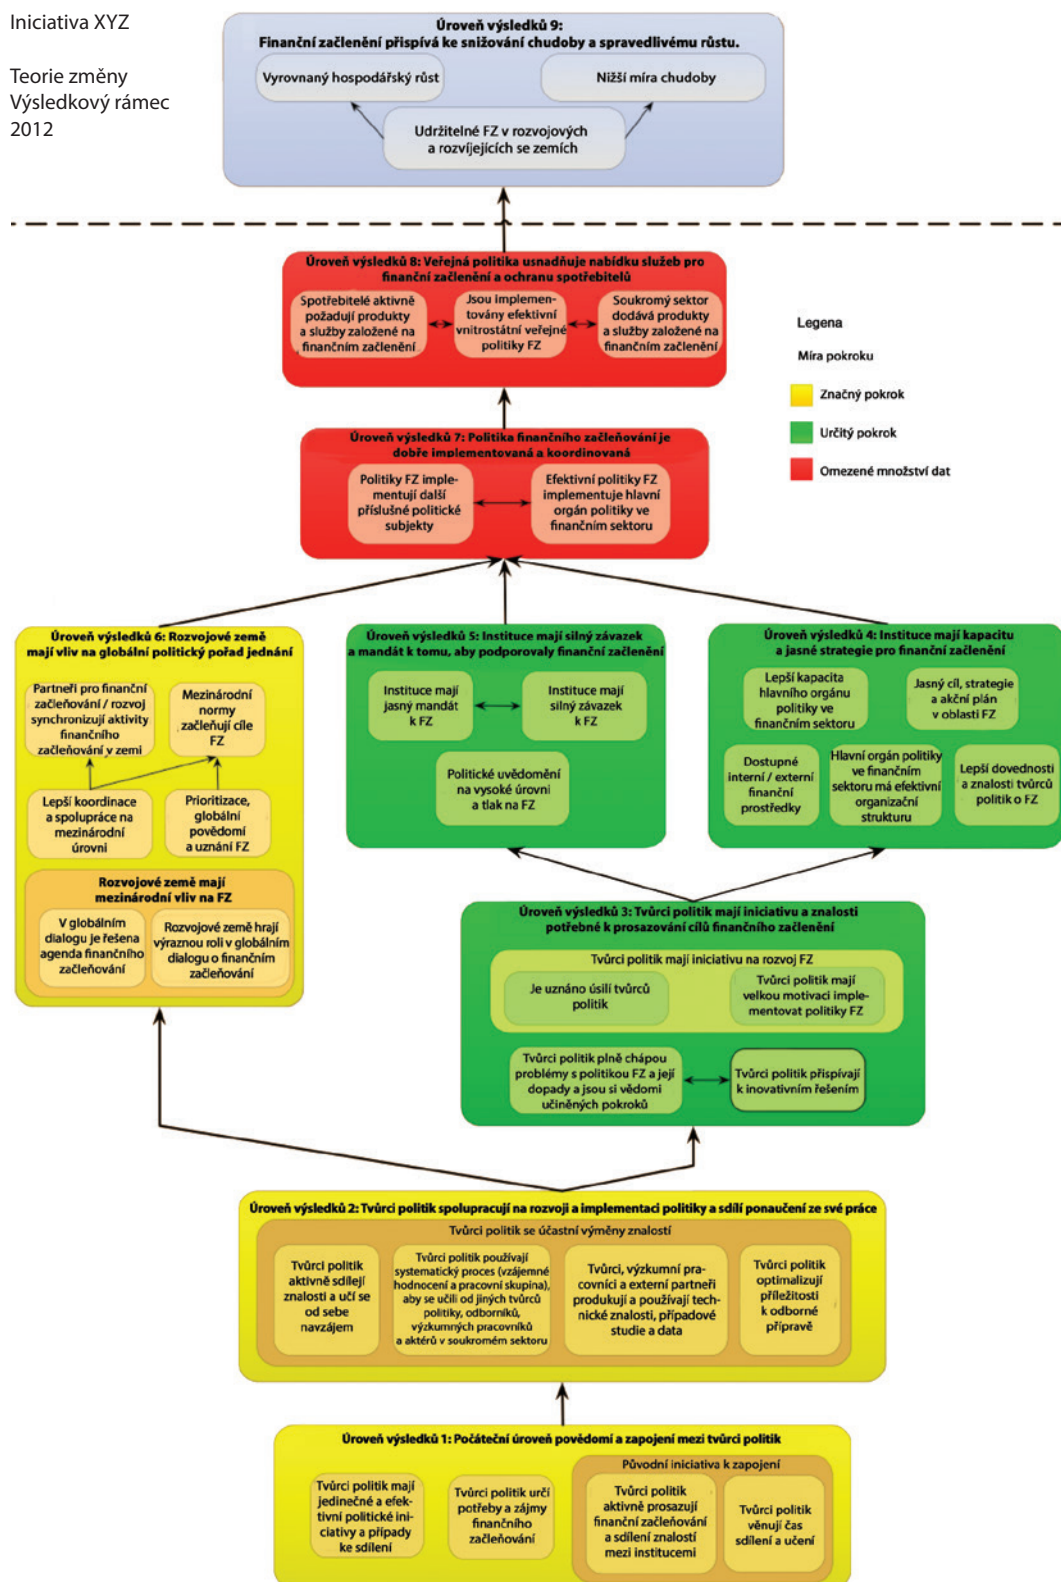 Iniciativa XYZ
Teorie změny
Výsledkový rámec
2012
Úroveň výsledků 9:
Finanční začlenění přispívá ke snižování chudoby a spravedlivému růstu.
Vyrovnaný hospodářský růst
Nižší míra chudoby
Udržitelné FZ v rozvojových
a rozvíjejících se zemích
Úroveň výsledků 8: Veřejná politika usnadňuje nabídku služeb pro
finanční začlenění a ochranu spotřebitelů
Spotřebitelé aktivně
požadují produkty
a služby založené na
finančním začlenění
Jsou implemen-
továny efektivní
vnitrostátní veřejné
politiky FZ
Soukromý sektor
dodává produkty
a služby založené na
finančním začlenění
Legena
Míra pokroku
Značný pokrok
Určitý pokrok
Omezené množství dat
Úroveň výsledků 7: Politika finančního začleňování je
dobře implementovaná a koordinovaná
Politiky FZ imple-
mentují další
příslušné politické
subjekty
Efektivní politiky FZ
implementuje hlavní
orgán politiky ve
finančním sektoru
Úroveň výsledků 6: Rozvojové země
mají vliv na globální politický pořad jednání
Partneři pro finanční
začleňování / rozvoj
synchronizují aktivity
finančního
začleňování v zemi
Mezinárodní
normy
začleňují cíle
FZ
Lepší koordinace
a spolupráce na
mezinárodní
úrovni
Prioritizace,
globální
povědomí
a uznání FZ
Rozvojové země mají
mezinárodní vliv na FZ
V globálním
dialogu je řešena
agenda finančního
začleňování
Rozvojové země hrají
výraznou roli v globálním
dialogu o finančním
začleňování
Úroveň výsledků 5: Instituce mají silný závazek
a mandát k tomu, aby podporovaly finanční začlenění
Instituce mají
jasný mandát
k FZ
Instituce mají
silný závazek
k FZ
Politické uvědomění
na vysoké úrovni
a tlak na FZ
Úroveň výsledků 4: Instituce mají kapacitu
a jasné strategie pro finanční začlenění
Lepší kapacita
hlavního orgánu
politiky ve
finančním sektoru
Jasný cíl, strategie
a akční plán
v oblasti FZ
Dostupné
interní / externí
finanční
prostředky
Hlavní orgán politiky
ve finančním
sektoru má efektivní
organizační
strukturu
Lepší dovednosti
a znalosti tvůrců
politik o FZ
Úroveň výsledků 3: Tvůrci politik mají iniciativu a znalosti
potřebné k prosazování cílů finančního začlenění
Tvůrci politik mají iniciativu na rozvoj FZ
Je uznáno úsilí tvůrců
politik
Tvůrci politik mají
velkou motivaci imple-
mentovat politiky FZ
Tvůrci politik plně chápou
problémy s politikou FZ a její
dopady a jsou si vědomi
učiněných pokroků
Tvůrci politik přispívají
k inovativním řešením
Úroveň výsledků 2: Tvůrci politik spolupracují na rozvoji a implementaci politiky a sdílí ponaučení ze své práce
Tvůrci politik se účastní výměny znalostí
Tvůrci politik
aktivně sdílejí
znalosti a učí se
od sebe
navzájem
Tvůrci politik používají
systematický proces (vzájemné
hodnocení a pracovní skupina),
aby se učili od jiných tvůrců
politiky, odborníků,
výzkumných pracovníků
a aktérů v soukromém sektoru
Tvůrci, výzkumní pra-
covníci a externí partneři
produkují a používají tech-
nické znalosti, případové
studie a data
Tvůrci politik
optimalizují
příležitosti
k odborné
přípravě
Úroveň výsledků 1: Počáteční úroveň povědomí a zapojení mezi tvůrci politik
Tvůrci politik mají
jedinečné a efek-
tivní politické ini-
ciativy a případy
ke sdílení
Tvůrci politik určí
potřeby a zájmy
finančního
začleňování
Původní iniciativa k zapojení
Tvůrci politik
aktivně prosazují
finanční začleňování
a sdílení znalostí
mezi institucemi
Tvůrci politik
věnují čas
sdílení a učení